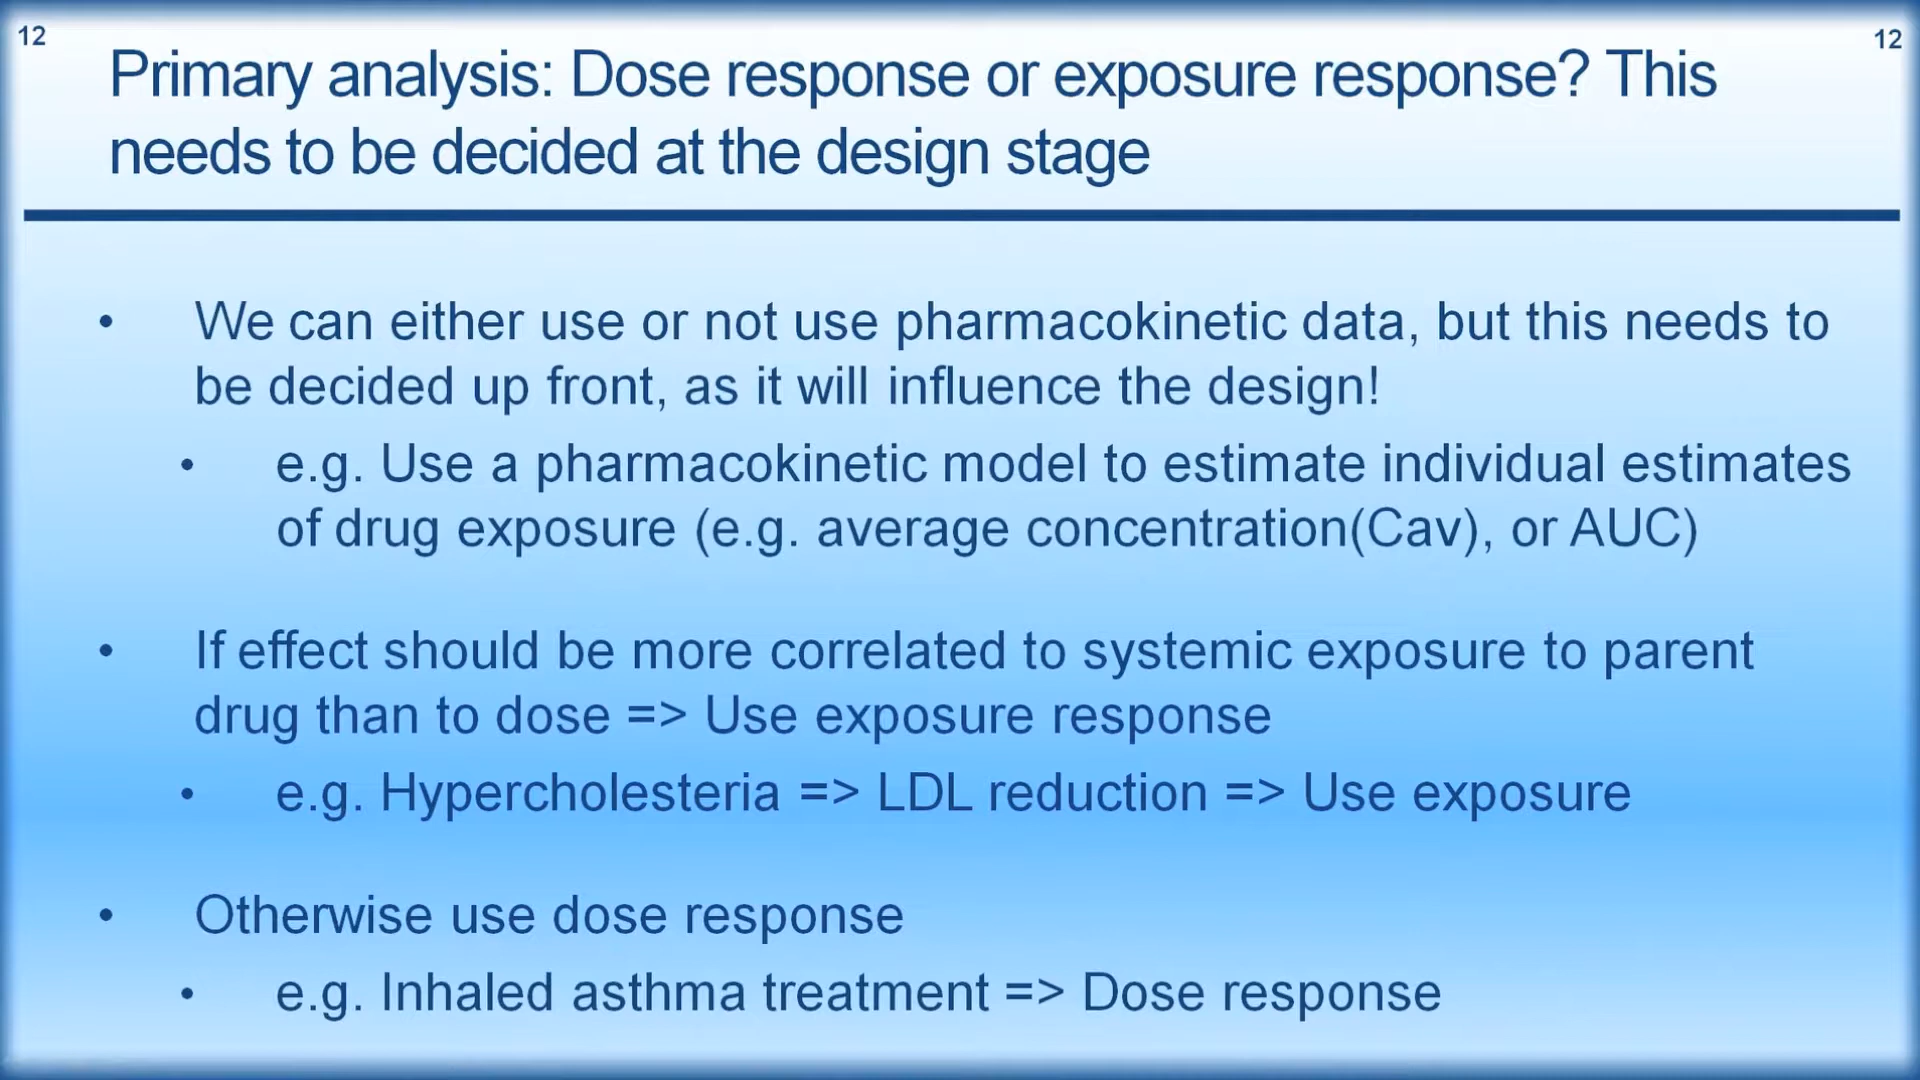 12
12
Primary analysis: Dose response or exposure response? This
needs to be decided at the design stage
• We can either use or not use pharmacokinetic data, but this needs to
be decided up front, as it will influence the design!
• e.g. Use a pharmacokinetic model to estimate individual estimates
of drug exposure (e.g. average concentration(Cav), or AUC)
• If effect should be more correlated to systemic exposure to parent
drug than to dose => Use exposure response
• e.g. Hypercholesteria => LDL reduction => Use exposure
• Otherwise use dose response
• e.g. Inhaled asthma treatment => Dose response